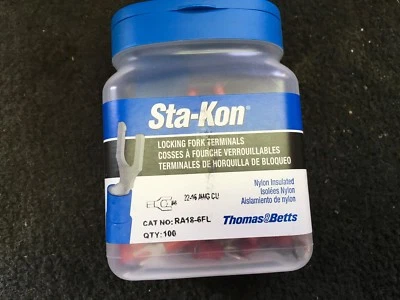 Sta-Kon®
LOCKING FORK TERMINALS
COSSES À FOURCHE VERROUILLABLES
TERMINALES DE HORQUILLA DE BLOQUEO
Nylon Insulated
Isolées Nylon
Aislamiento de nylon
22-16 AWG CU
CAT NO: RA18-6FL
QTY: 100
Thomas&Betts